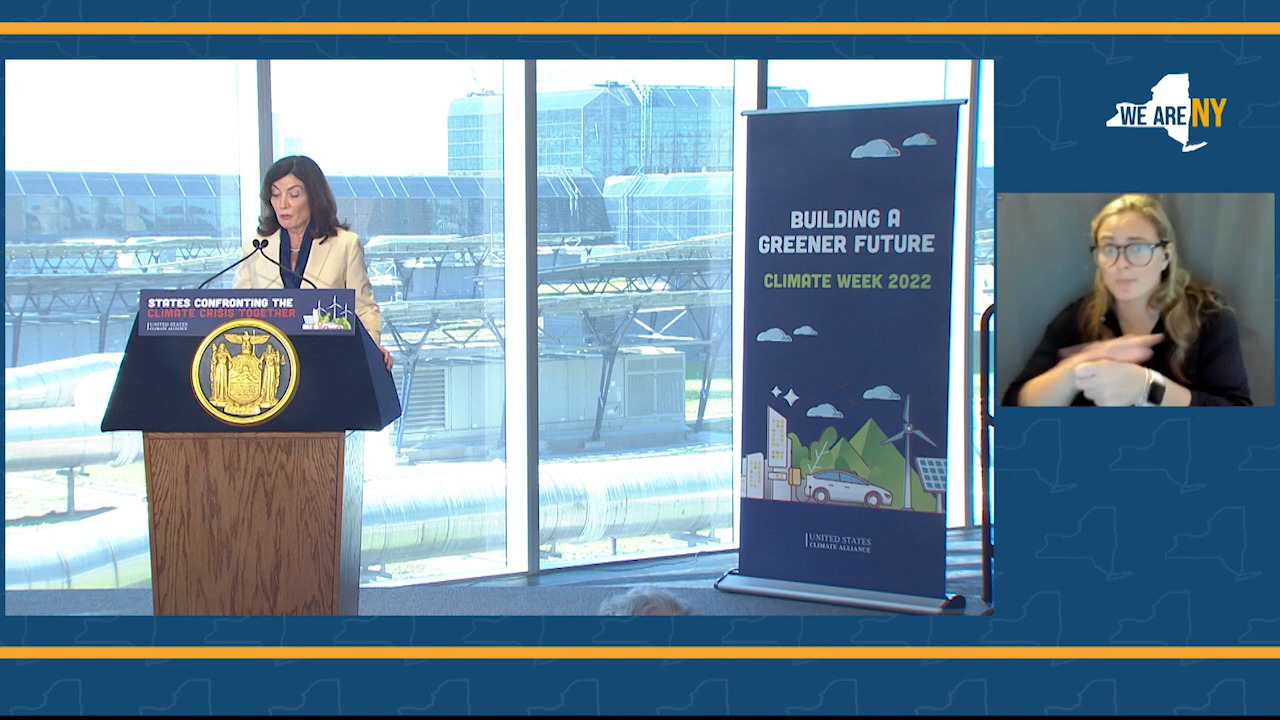 WE ARE NY
BUILDING A
GREENER FUTURE
CLIMATE WEEK 2022
STATES CONFRONTING THE
CLIMATE CRISIS TOGETHER
UNITED STATES
CLIMATE ALLIANCE
UNITED STATES
CLIMATE ALLIANCE